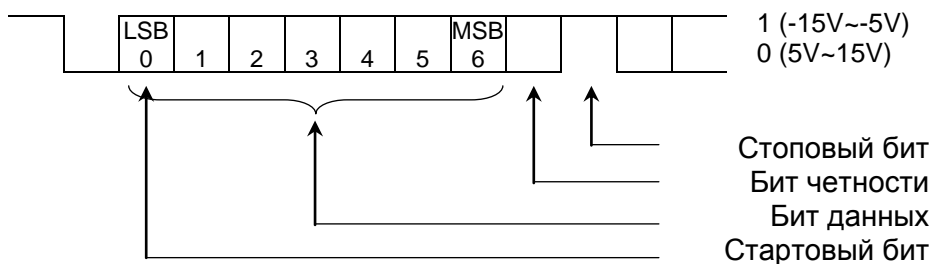 LSB MSB 1 (-15V~-5V)
0 1 2 3 4 5 6 0 (5V~15V)
Стоповый бит
Бит четности
Бит данных
Стартовый бит